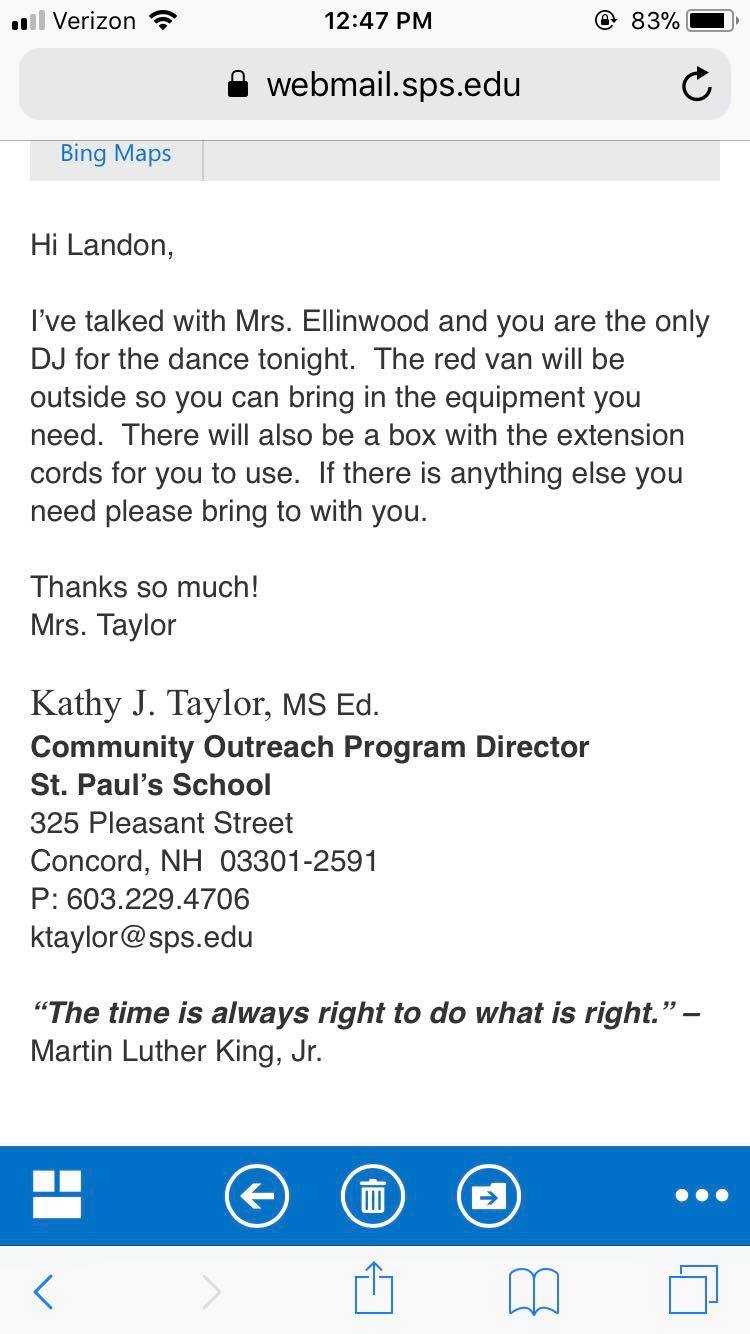 Verizon 12:47 PM 83%
webmail.sps.edu
Bing Maps
Hi Landon,
I’ve talked with Mrs. Ellinwood and you are the only
DJ for the dance tonight.  The red van will be
outside so you can bring in the equipment you
need.  There will also be a box with the extension
cords for you to use.  If there is anything else you
need please bring to with you.
Thanks so much!
Mrs. Taylor
Kathy J. Taylor, MS Ed.
Community Outreach Program Director
St. Paul’s School
325 Pleasant Street
Concord, NH  03301-2591
P: 603.229.4706
ktaylor@sps.edu
“The time is always right to do what is right.” –
Martin Luther King, Jr.